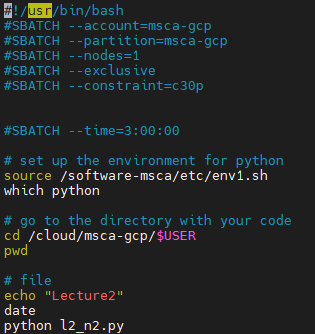 #!/usr/bin/bash
#SBATCH --account=msca-gcp
#SBATCH --partition=msca-gcp
#SBATCH --nodes=1
#SBATCH --exclusive
#SBATCH --constraint=c30p
#SBATCH --time=3:00:00
# set up the environment for python
source /software-msca/etc/env1.sh
which python
# go to the directory with your code
cd /cloud/msca-gcp/$USER
pwd
# file
echo "Lecture2"
date
python l2_n2.py